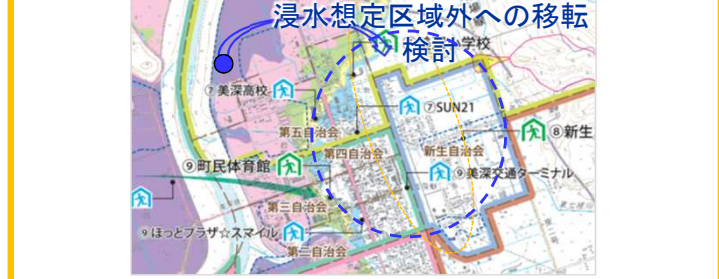 浸水想定区域外への移転
検討
小学校
⑦美深高校
⑦SUN21
第五自治会
⑧新生
第四自治会
新生自治会
⑨町民体育館
⑨美深交通ターミナル
第三自治会
⑨ほっとプラザ☆スマイル
第二自治会